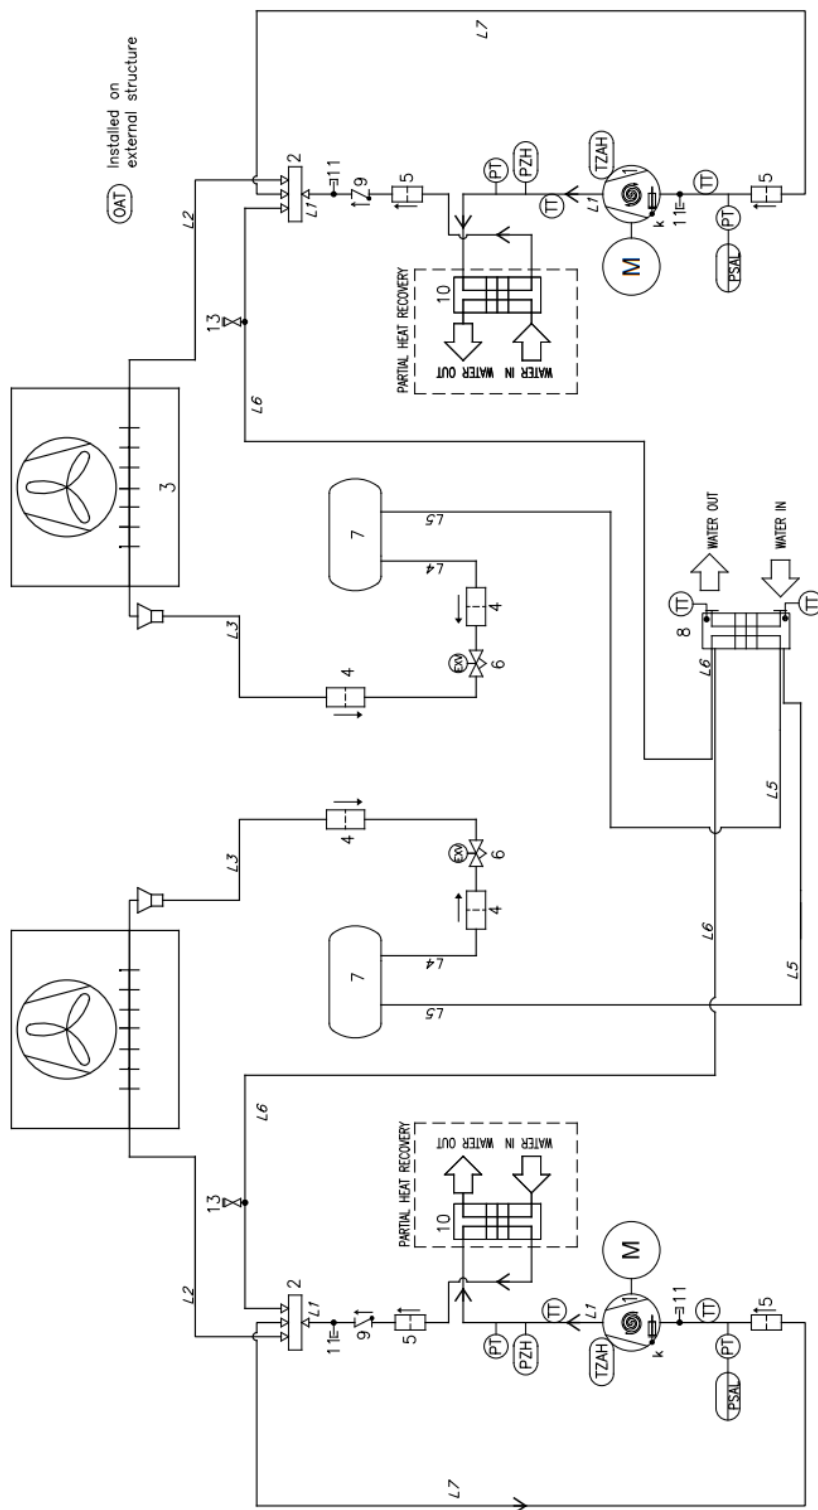 OAT
Installed on
external structure
L7
L2
2
L1
11
9
5
PT
PZH
TT
L1
TZAH
1
M
k
11
TT
PT
PSAL
5
13
L6
PARTIAL HEAT RECOVERY
10
WATER OUT
WATER IN
3
L3
4
7
L5
L4
4
EXV
6
8
TT
WATER OUT
WATER IN
TT
L6
L5
L6
L5
L3
4
EXV
6
4
7
L4
L5
L6
13
L2
2
L1
11
9
5
PARTIAL HEAT RECOVERY
10
WATER OUT
WATER IN
PT
PZH
TT
L1
TZAH
1
M
k
11
TT
PT
PSAL
5
L7